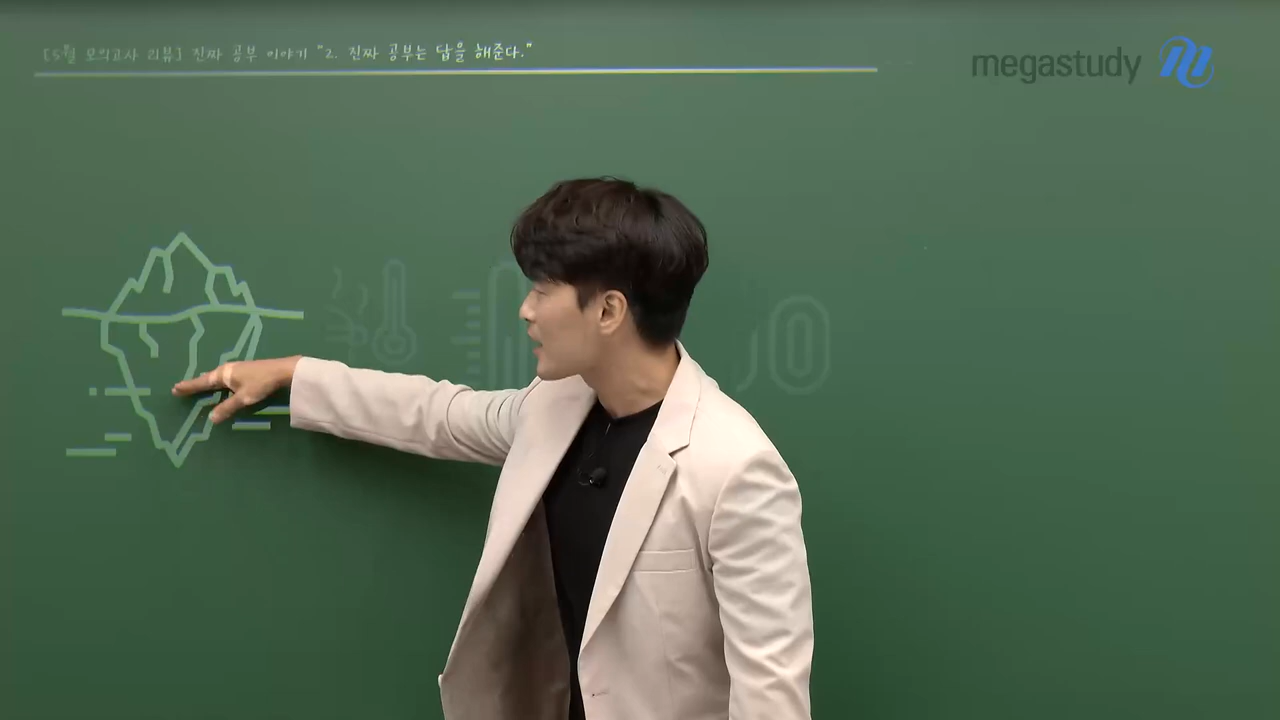 [5월 모의고사 리뷰] 진짜 공부 이야기 "2. 진짜 공부는 답을 해준다."
megastudy